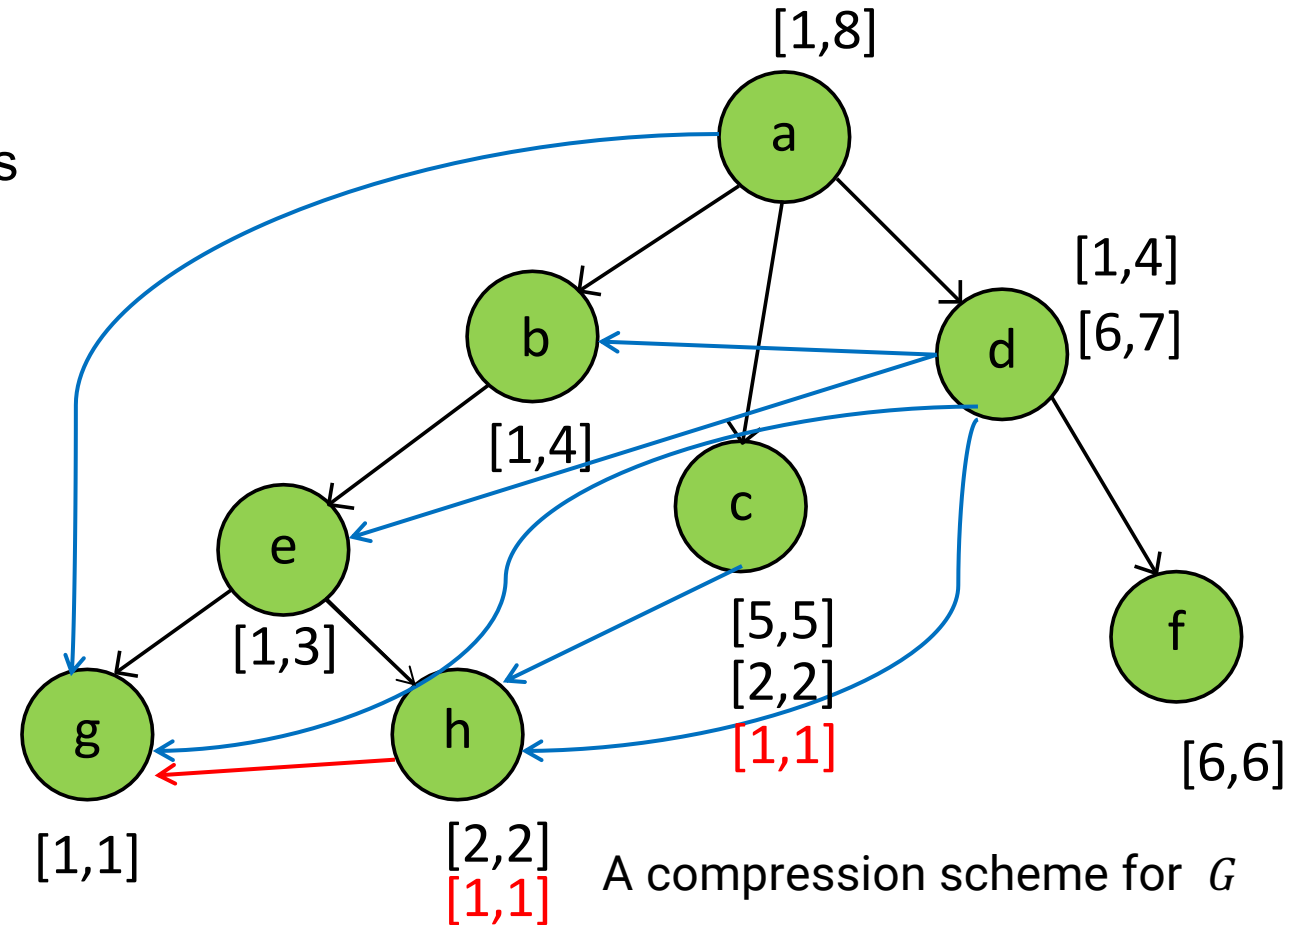 [1,8]
a
s
[1,4]
[6,7]
b
d
[1,4]
c
e
[5,5]
[2,2]
[1,1]
[1,3]
f
g
h
[6,6]
[1,1]
[2,2]
[1,1]
A compression scheme for G